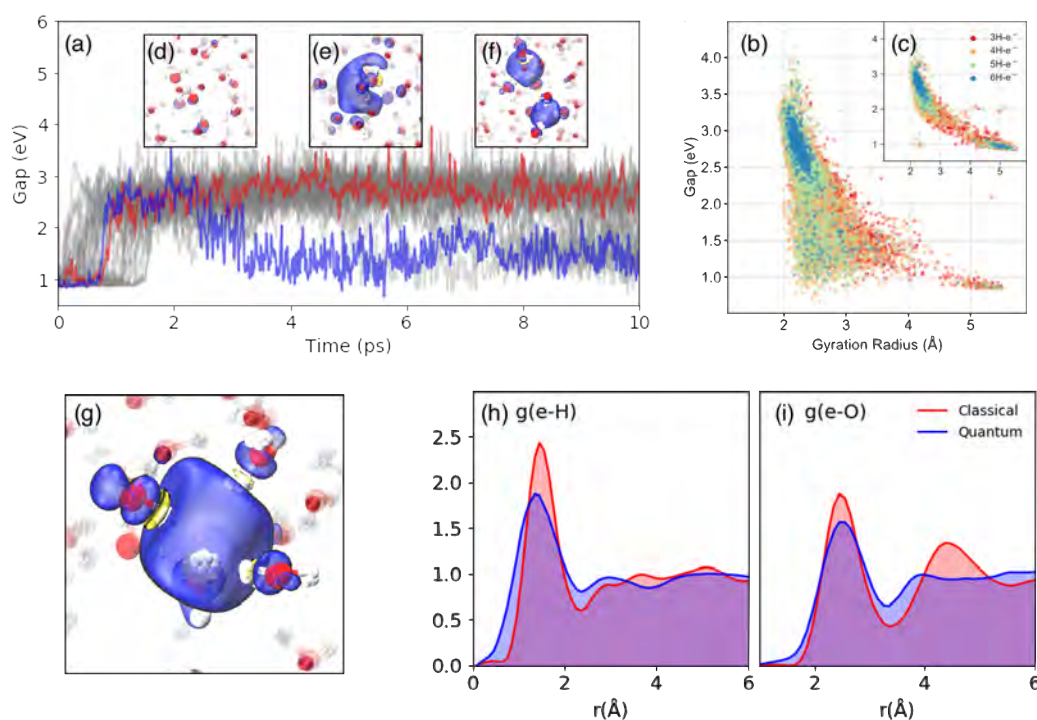 (a)
(d)
(e)
(f)
Gap (eV)
6
5
4
3
2
1
0 2 4 6 8 10
Time (ps)
(b)
(c)
3H-e⁻
4H-e⁻
5H-e⁻
6H-e⁻
4
3
2
1
2 3 4 5
Gap (eV)
4.0
3.5
3.0
2.5
2.0
1.5
1.0
2 3 4 5
Gyration Radius (Å)
(g)
(h) g(e-H)
2.5
2.0
1.5
1.0
0.5
0.0
0 2 4 6
r(Å)
(i) g(e-O)
Classical
Quantum
2 4 6
r(Å)